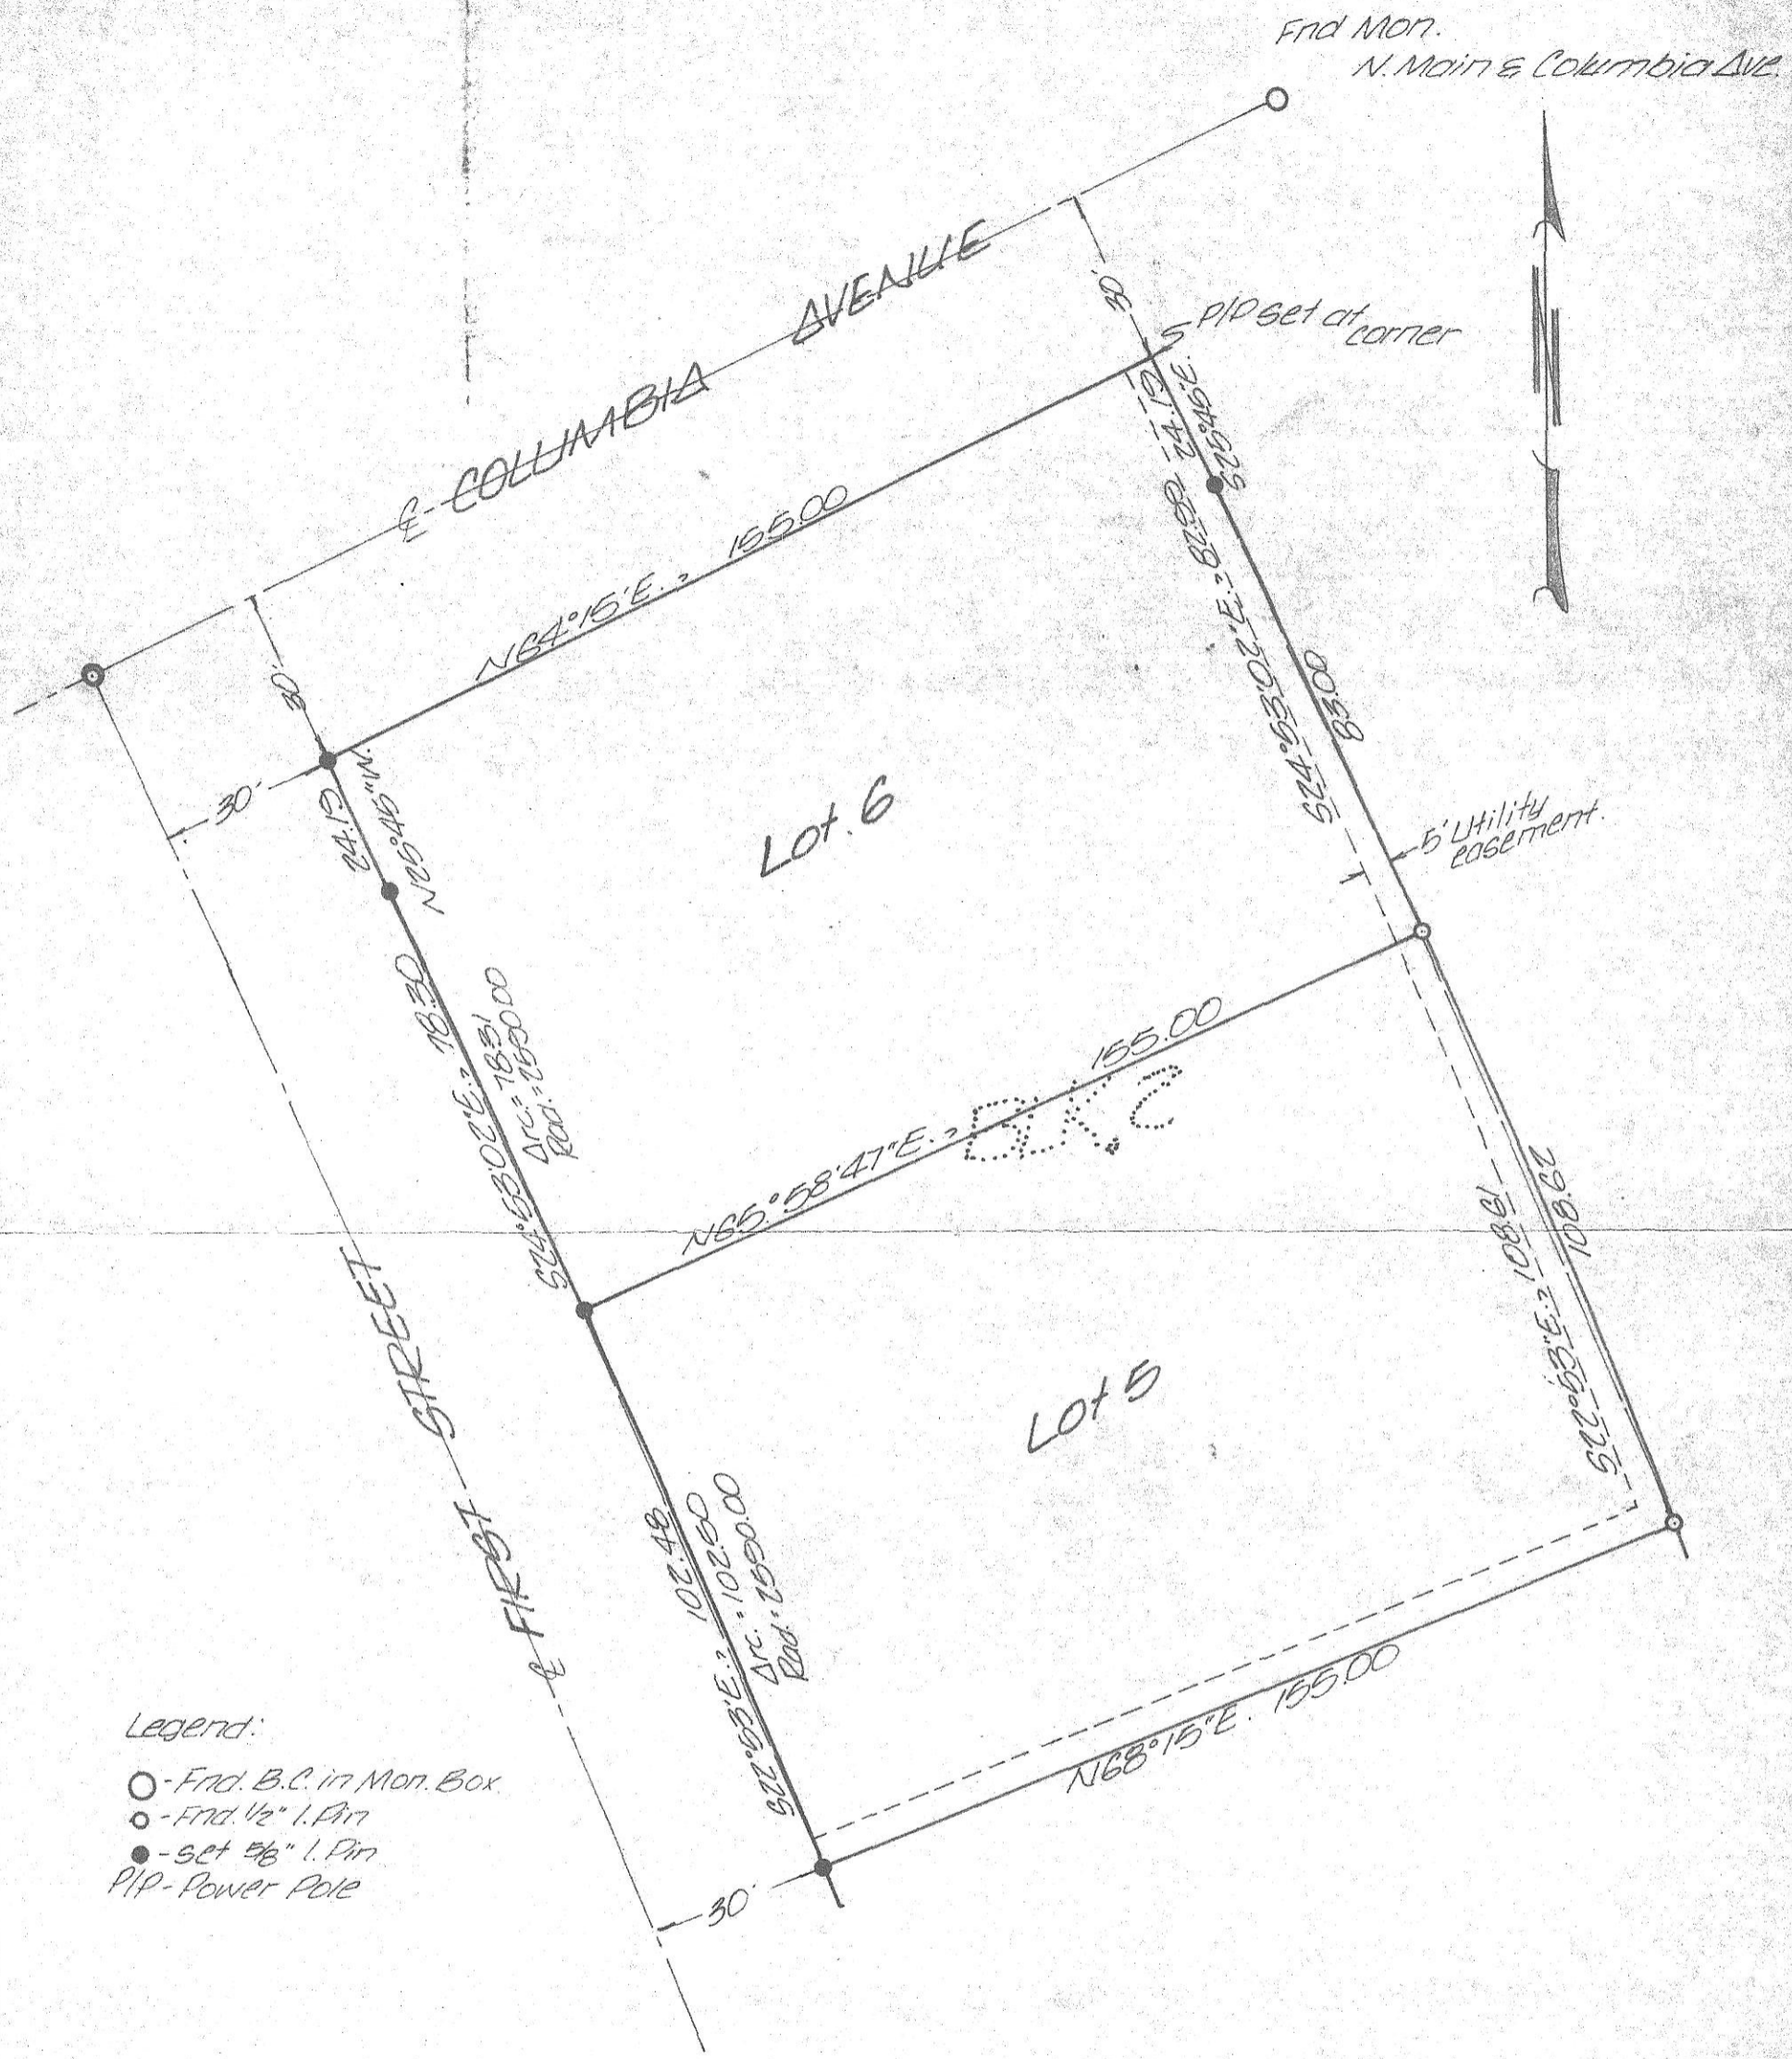 Fnd Mon.
N. Main & Columbia Ave.
℄ COLUMBIA AVENUE
30'
P/P set at
corner
24.19
S25°45'E.
N64°15'E., 155.00
30'
30'
24.19
N25°45"W.
S24°53'02"E., 82.99
83.00
Lot. 6
5' Utility
easement.
S24°53'02"E., 78.30
Arc.= 78.31
Rad.= 2590.00
N65°58'47"E., 155.00
BLK. 2
℄ FIRST STREET
S22°53'E., 108.61
108.62
Lot 5
102.48
S22°53'E.,
Arc. = 102.50
Rad. = 2590.00
N68°15"E. 155.00
30'
Legend:
-Fnd. B.C. in Mon. Box
-Fnd. 1/2" I. Pin
-set 5/8" I. Pin
P/P-Power Pole